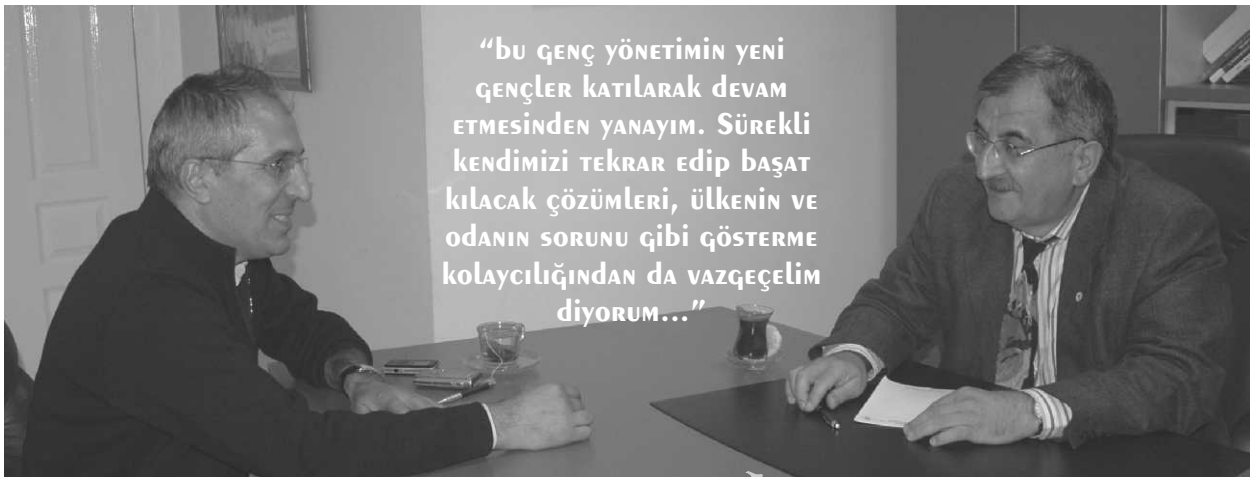 “bu genç yönetimin yeni
gençler katılarak devam
etmesinden yanayım. Sürekli
kendimizi tekrar edip başat
kılacak çözümleri, ülkenin ve
odanın sorunu gibi gösterme
kolaycılığından da vazgeçelim
diyorum...”